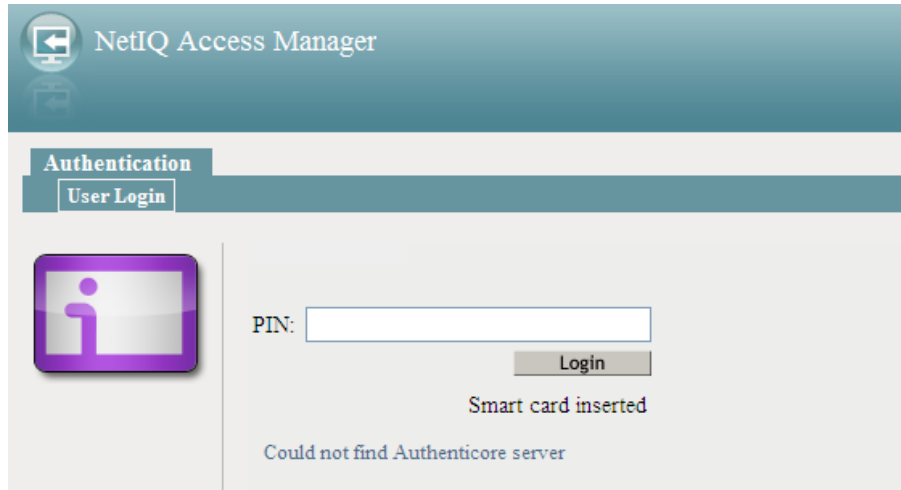 NetIQ Access Manager
Authentication
User Login
PIN:
Login
Smart card inserted
Could not find Authenticore server